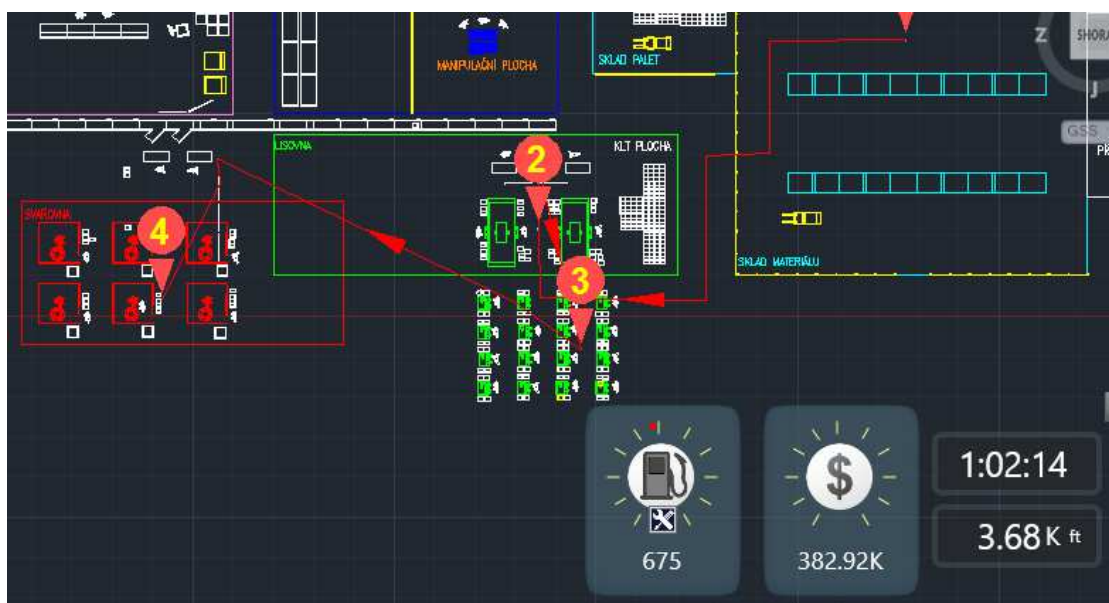 MANIPULAČNÍ PLOCHA
SKLAD PALET
Z
SHORA
J
GSS
LISOVNA
KLT PLOCHA
2
SVAŘOVNA
4
3
SKLAD MATERIÁLU
$
675
382.92K
1:02:14
3.68 K ft